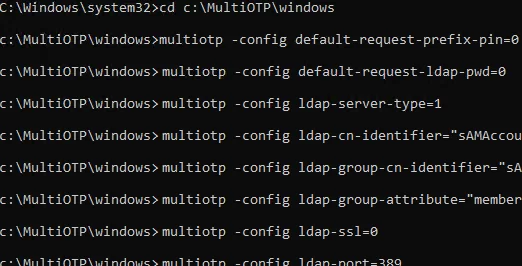 C:\Windows\system32>cd c:\MultiOTP\windows
c:\MultiOTP\windows>multiotp -config default-request-prefix-pin=0
c:\MultiOTP\windows>multiotp -config default-request-ldap-pwd=0
c:\MultiOTP\windows>multiotp -config ldap-server-type=1
c:\MultiOTP\windows>multiotp -config ldap-cn-identifier="sAMAccou
c:\MultiOTP\windows>multiotp -config ldap-group-cn-identifier="sA
c:\MultiOTP\windows>multiotp -config ldap-group-attribute="member
c:\MultiOTP\windows>multiotp -config ldap-ssl=0
c:\MultiOTP\windows>multiotp -config ldap-port=389